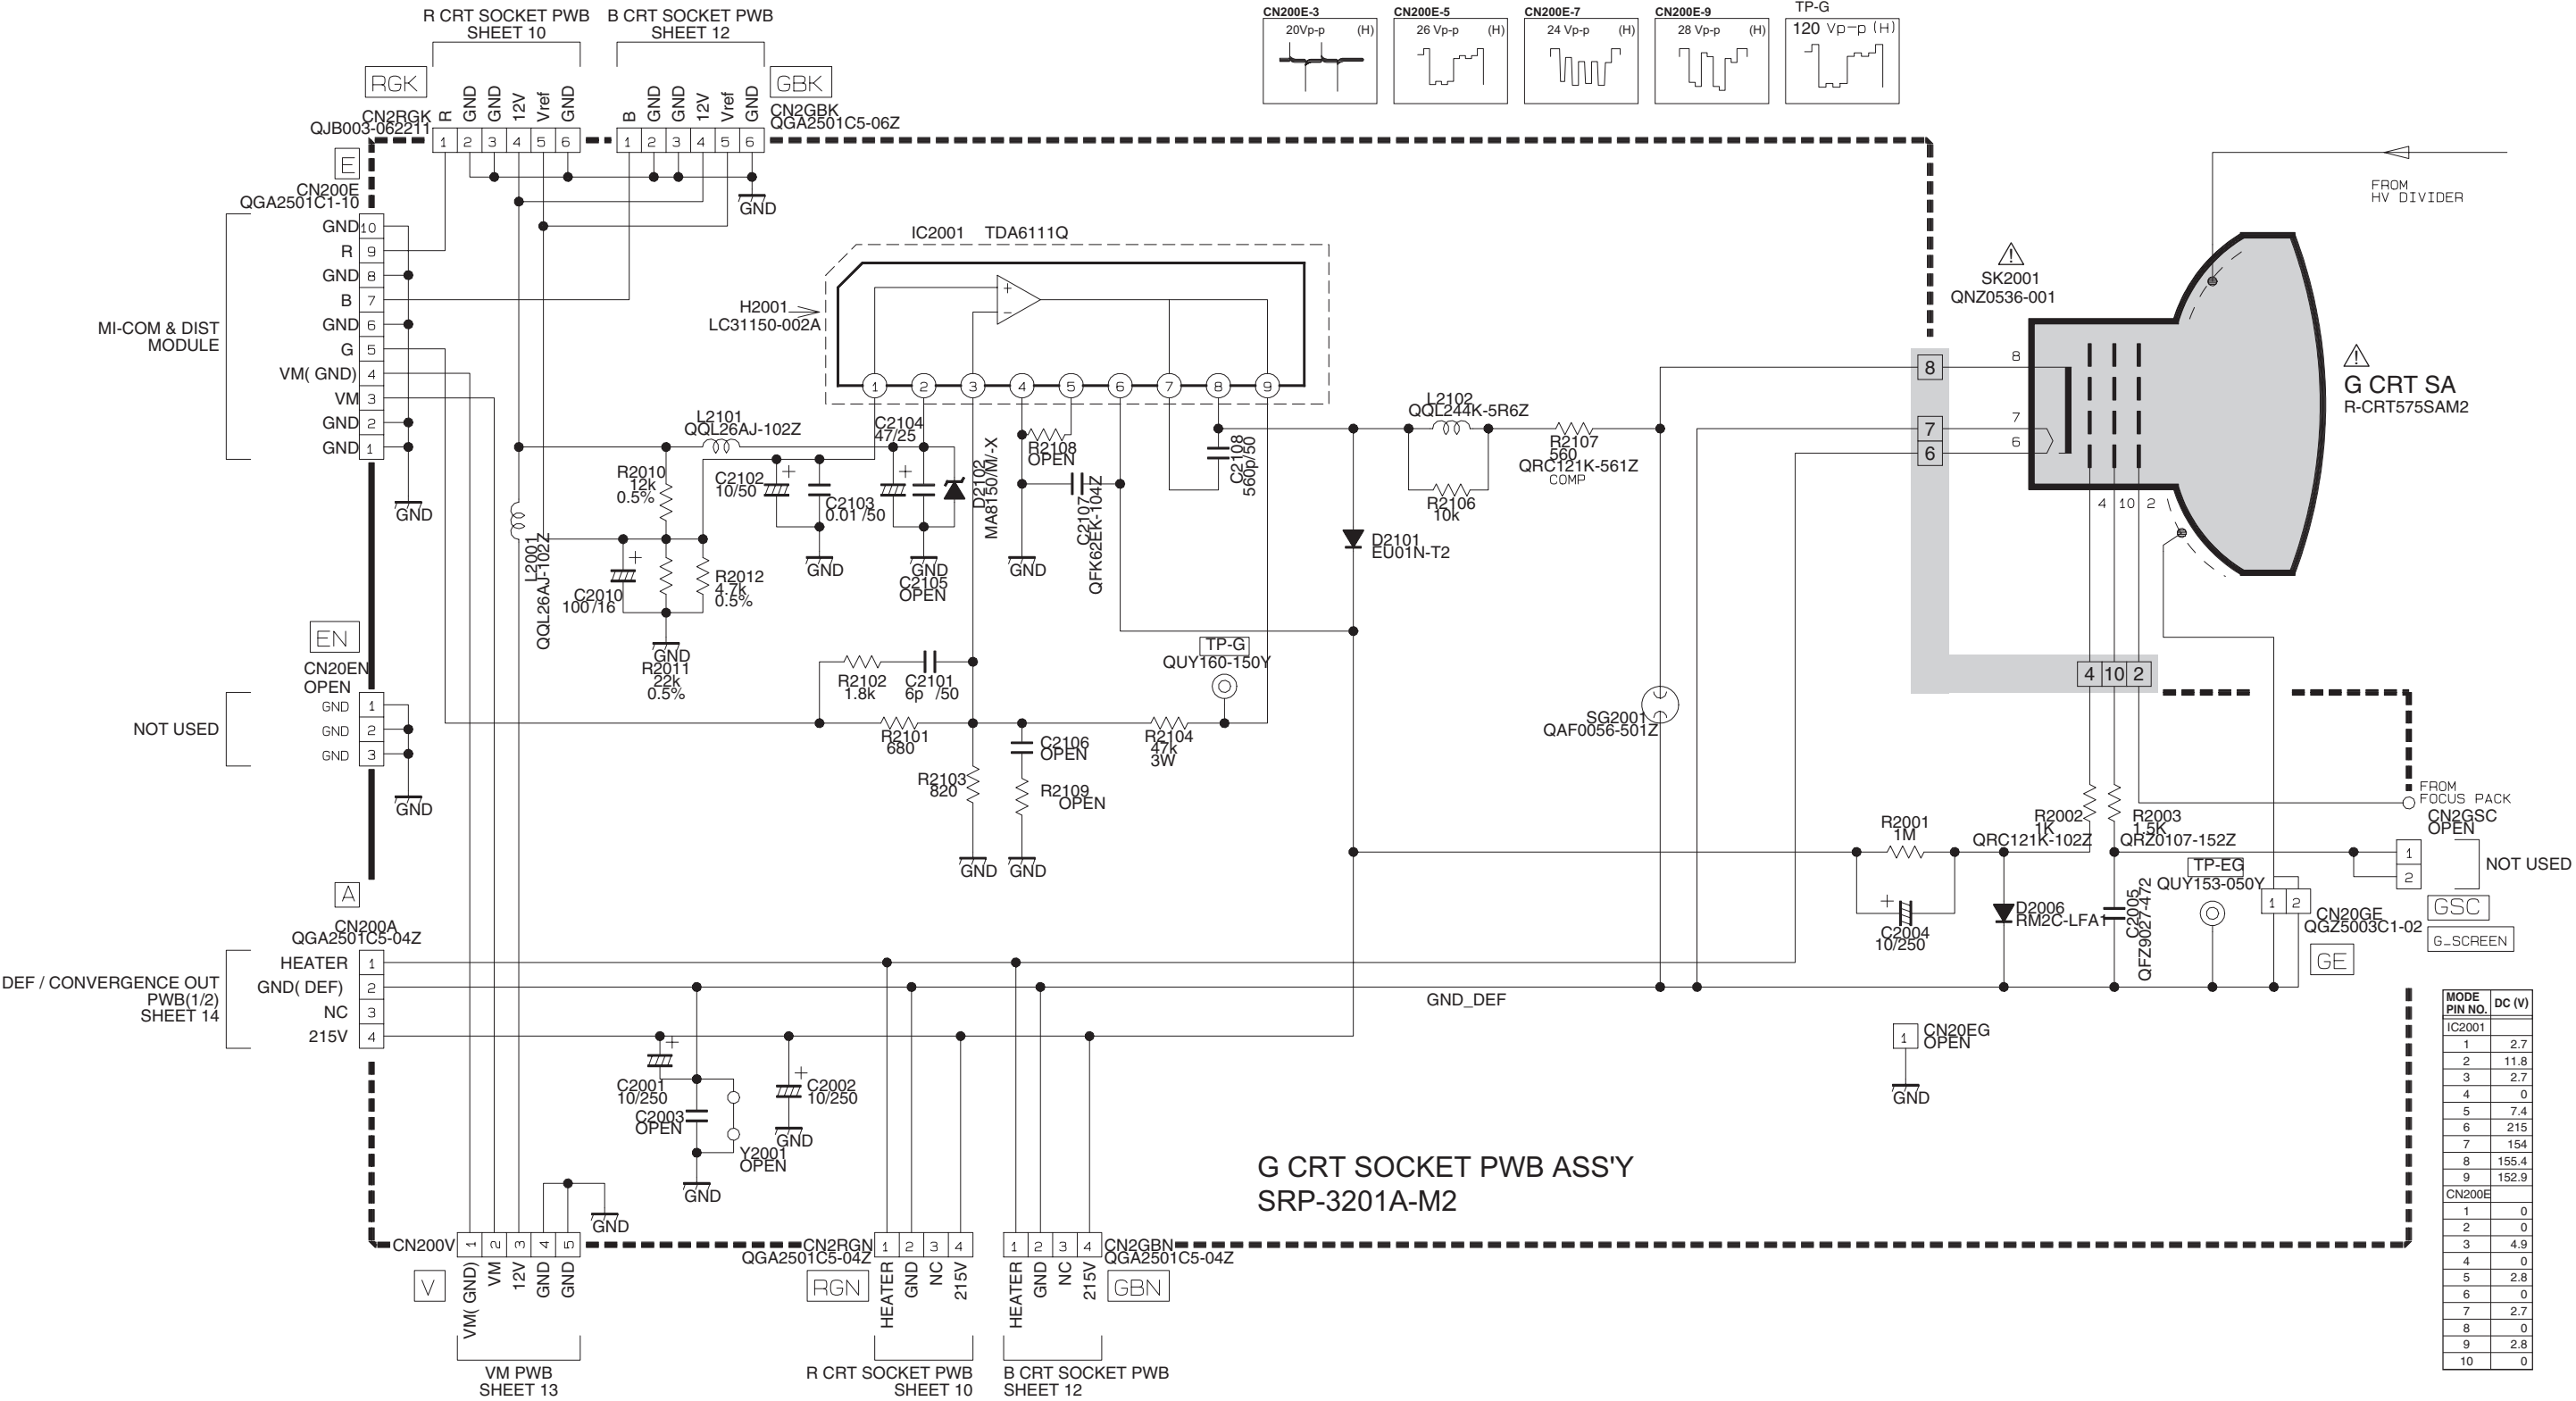 R CRT SOCKET PWB
SHEET 10
B CRT SOCKET PWB
SHEET 12
CN200E-3
20Vp-p (H)
CN200E-5
26 Vp-p (H)
CN200E-7
24 Vp-p (H)
CN200E-9
28 Vp-p (H)
TP-G
120 Vp-p (H)
RGK
CN2RGK
QJB003-062211
R
GND
GND
12V
Vref
GND
1 2 3 4 5 6
B
GND
GND
12V
Vref
GND
1 2 3 4 5 6
GBK
CN2GBK
QGA2501C5-06Z
GND
E
CN200E
QGA2501C1-10
MI-COM & DIST
MODULE
GND 10
R 9
GND 8
B 7
GND 6
G 5
VM( GND) 4
VM 3
GND 2
GND 1
GND
IC2001 TDA6111Q
H2001
LC31150-002A
+
−
1 2 3 4 5 6 7 8 9
FROM
HV DIVIDER
SK2001
QNZ0536-001
G CRT SA
R-CRT575SAM2
8
7
6
8
7
6
4 10 2
4 10 2
L2101
QQL26AJ-102Z
C2104
47/25
D2102
MA8150/M/-X
R2108
OPEN
C2107
QFK62EK-104Z
C2108
560p/50
L2102
QQL244K-5R6Z
R2107
560
QRC121K-561Z
COMP
R2106
10k
D2101
EU01N-T2
R2010
12k
0.5%
C2102
10/50
C2103
0.01 /50
GND
GND
C2105
OPEN
GND
L2001
QQL26AJ-102Z
C2010
100/16
R2012
4.7k
0.5%
GND
R2011
22k
0.5%
EN
CN20EN
OPEN
NOT USED
GND 1
GND 2
GND 3
GND
R2102
1.8k
C2101
6p /50
TP-G
QUY160-150Y
R2101
680
C2106
OPEN
R2104
47k
3W
R2103
820
R2109
OPEN
GND
GND
SG2001
QAF0056-501Z
FROM
FOCUS PACK
CN2GSC
OPEN
1
2
NOT USED
GSC
G_SCREEN
R2001
1M
R2002
1K
QRC121K-102Z
R2003
1.5K
QRZ0107-152Z
C2004
10/250
D2006
RM2C-LFA1
C2005
QFZ9027-472
TP-EG
QUY153-050Y
1 2
CN20GE
QGZ5003C1-02
GE
A
CN200A
QGA2501C5-04Z
DEF / CONVERGENCE OUT
PWB(1/2)
SHEET 14
HEATER 1
GND( DEF) 2
NC 3
215V 4
GND_DEF
C2001
10/250
C2003
OPEN
Y2001
OPEN
GND
C2002
10/250
GND
1
CN20EG
OPEN
GND
G CRT SOCKET PWB ASS'Y
SRP-3201A-M2
GND
CN200V
1 2 3 4 5
V
VM( GND)
VM
12V
GND
GND
VM PWB
SHEET 13
CN2RGN
QGA2501C5-04Z
1 2 3 4
RGN
HEATER
GND
NC
215V
R CRT SOCKET PWB
SHEET 10
1 2 3 4
CN2GBN
QGA2501C5-04Z
GBN
HEATER
GND
NC
215V
B CRT SOCKET PWB
SHEET 12
MODE
PIN NO. DC (V)
IC2001
1 2.7
2 11.8
3 2.7
4 0
5 7.4
6 215
7 154
8 155.4
9 152.9
CN200E
1 0
2 0
3 4.9
4 0
5 2.8
6 0
7 2.7
8 0
9 2.8
10 0